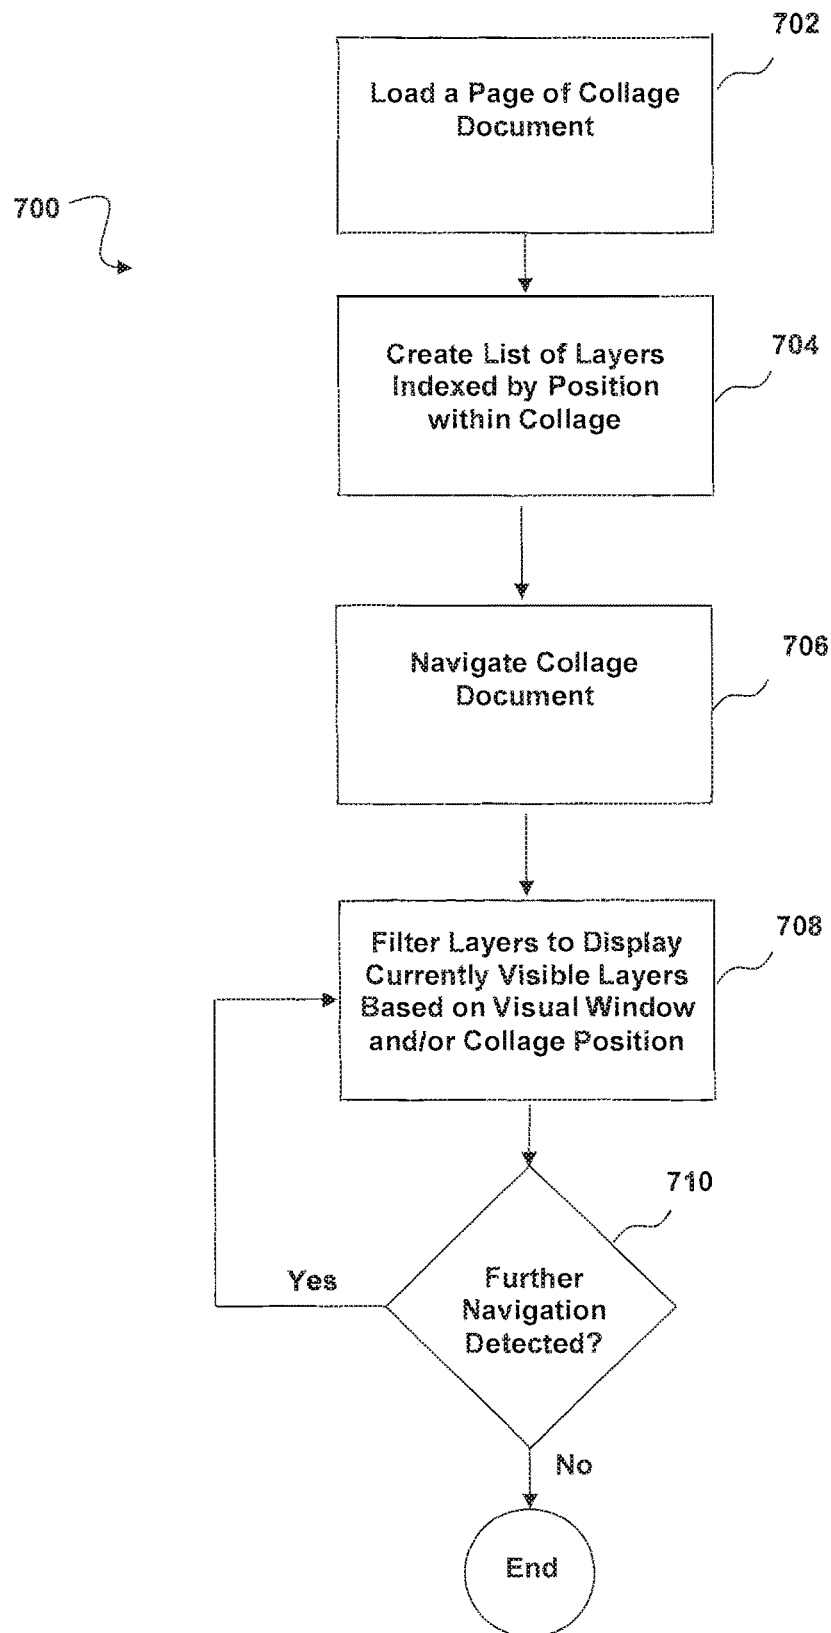 702
Load a Page of Collage
Document
700
704
Create List of Layers
Indexed by Position
within Collage
706
Navigate Collage
Document
708
Filter Layers to Display
Currently Visible Layers
Based on Visual Window
and/or Collage Position
710
Yes
Further
Navigation
Detected?
No
End